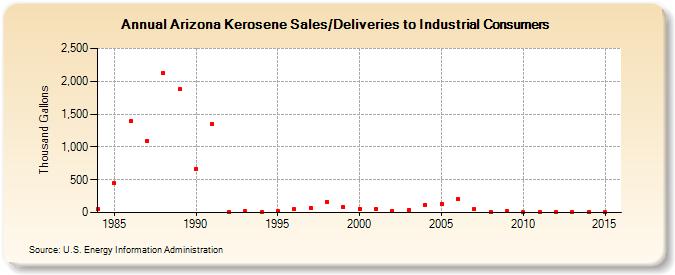 Annual Arizona Kerosene Sales/Deliveries to Industrial Consumers
Thousand Gallons
2,500
2,000
1,500
1,000
500
0
1985 1990 1995 2000 2005 2010 2015
Source: U.S. Energy Information Administration